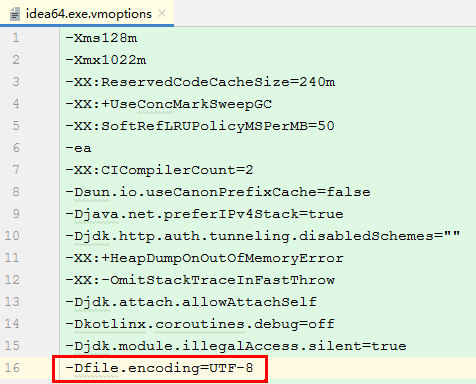 idea64.exe.vmoptions
1 -Xms128m
2 -Xmx1022m
3 -XX:ReservedCodeCacheSize=240m
4 -XX:+UseConcMarkSweepGC
5 -XX:SoftRefLRUPolicyMSPerMB=50
6 -ea
7 -XX:CICompilerCount=2
8 -Dsun.io.useCanonPrefixCache=false
9 -Djava.net.preferIPv4Stack=true
10 -Djdk.http.auth.tunneling.disabledSchemes=""
11 -XX:+HeapDumpOnOutOfMemoryError
12 -XX:-OmitStackTraceInFastThrow
13 -Djdk.attach.allowAttachSelf
14 -Dkotlinx.coroutines.debug=off
15 -Djdk.module.illegalAccess.silent=true
16 -Dfile.encoding=UTF-8